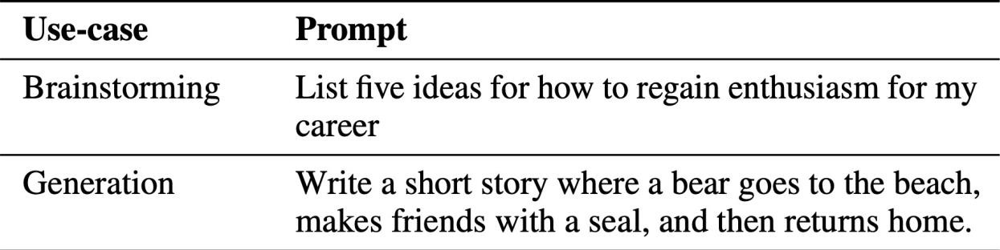 Use-case Prompt
Brainstorming List five ideas for how to regain enthusiasm for my
career
Generation Write a short story where a bear goes to the beach,
makes friends with a seal, and then returns home.